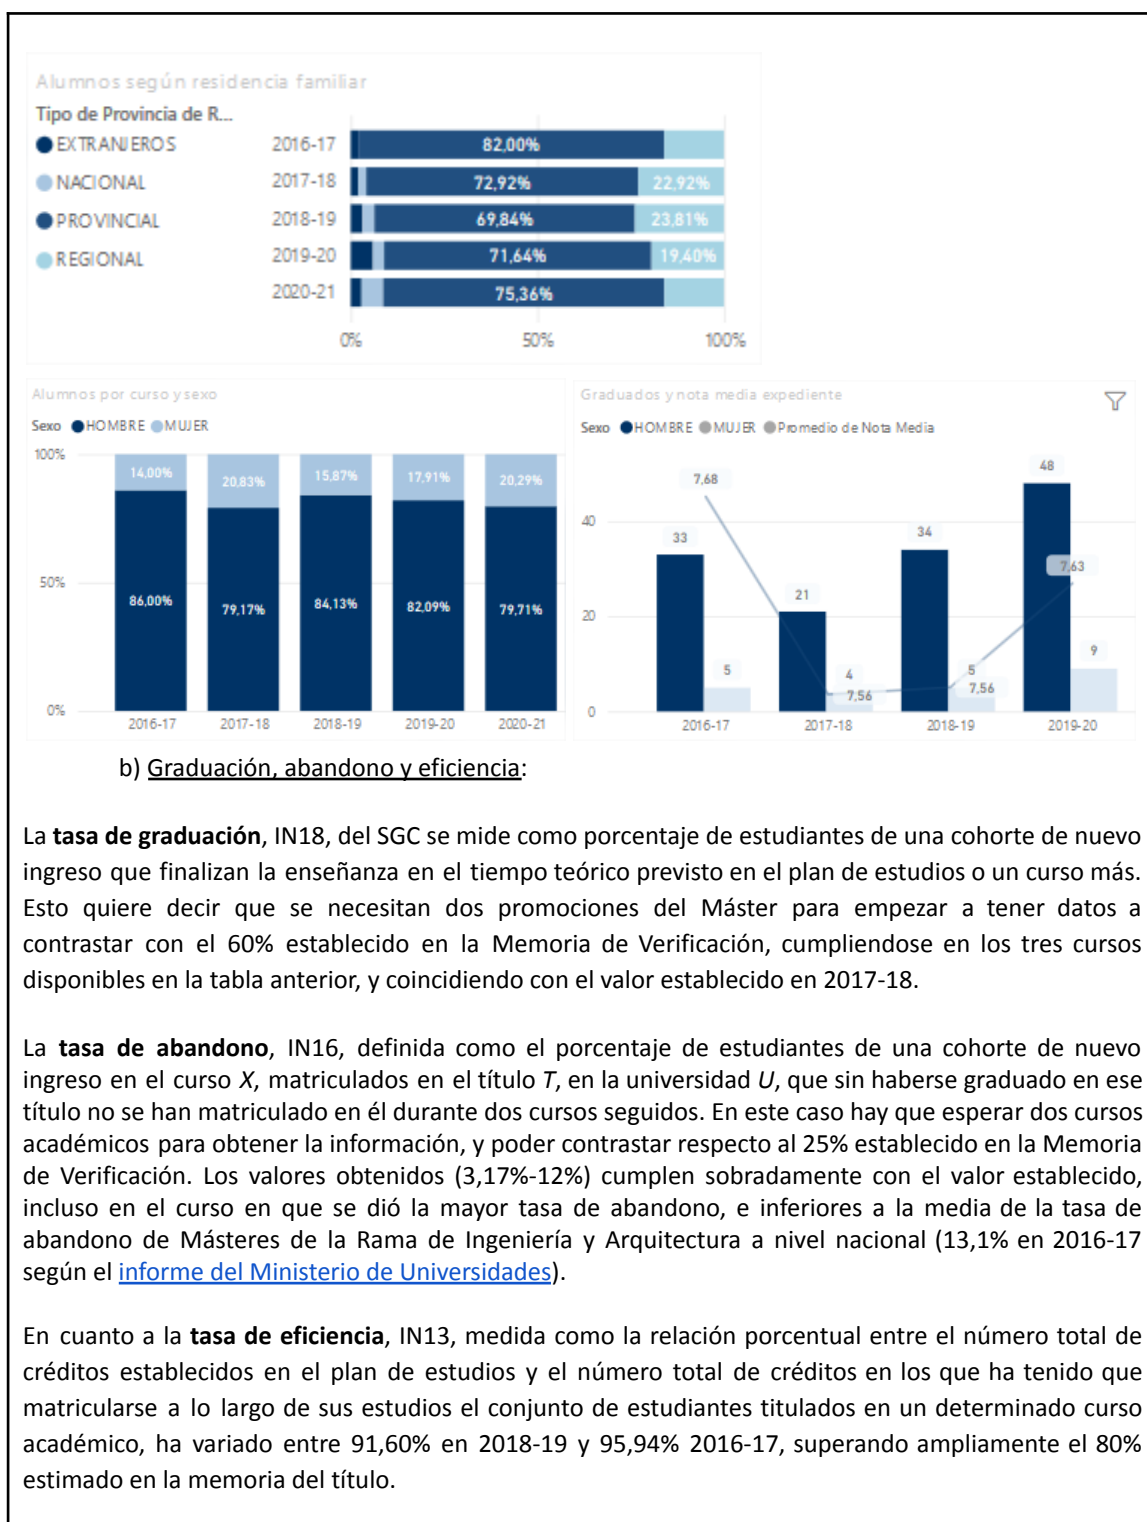 Alumnos según residencia familiar
Tipo de Provincia de R...
EXTRANJEROS
NACIONAL
PROVINCIAL
REGIONAL
2016-17 82,00%
2017-18 72,92% 22,92%
2018-19 69,84% 23,81%
2019-20 71,64% 19,40%
2020-21 75,36%
0% 50% 100%
Alumnos por curso y sexo
Sexo HOMBRE MUJER
100%
50%
0%
14,00% 20,83% 15,87% 17,91% 20,29%
86,00% 79,17% 84,13% 82,09% 79,71%
2016-17 2017-18 2018-19 2019-20 2020-21
Graduados y nota media expediente
Sexo HOMBRE MUJER Promedio de Nota Media
40
20
0
7,68
33
5
21
4
7,56
34
5
7,56
48
7,63
9
2016-17 2017-18 2018-19 2019-20
b) Graduación, abandono y eficiencia:
La tasa de graduación, IN18, del SGC se mide como porcentaje de estudiantes de una cohorte de nuevo
ingreso que finalizan la enseñanza en el tiempo teórico previsto en el plan de estudios o un curso más.
Esto quiere decir que se necesitan dos promociones del Máster para empezar a tener datos a
contrastar con el 60% establecido en la Memoria de Verificación, cumpliendose en los tres cursos
disponibles en la tabla anterior, y coincidiendo con el valor establecido en 2017-18.
La tasa de abandono, IN16, definida como el porcentaje de estudiantes de una cohorte de nuevo
ingreso en el curso X, matriculados en el título T, en la universidad U, que sin haberse graduado en ese
título no se han matriculado en él durante dos cursos seguidos. En este caso hay que esperar dos cursos
académicos para obtener la información, y poder contrastar respecto al 25% establecido en la Memoria
de Verificación. Los valores obtenidos (3,17%-12%) cumplen sobradamente con el valor establecido,
incluso en el curso en que se dió la mayor tasa de abandono, e inferiores a la media de la tasa de
abandono de Másteres de la Rama de Ingeniería y Arquitectura a nivel nacional (13,1% en 2016-17
según el informe del Ministerio de Universidades).
En cuanto a la tasa de eficiencia, IN13, medida como la relación porcentual entre el número total de
créditos establecidos en el plan de estudios y el número total de créditos en los que ha tenido que
matricularse a lo largo de sus estudios el conjunto de estudiantes titulados en un determinado curso
académico, ha variado entre 91,60% en 2018-19 y 95,94% 2016-17, superando ampliamente el 80%
estimado en la memoria del título.